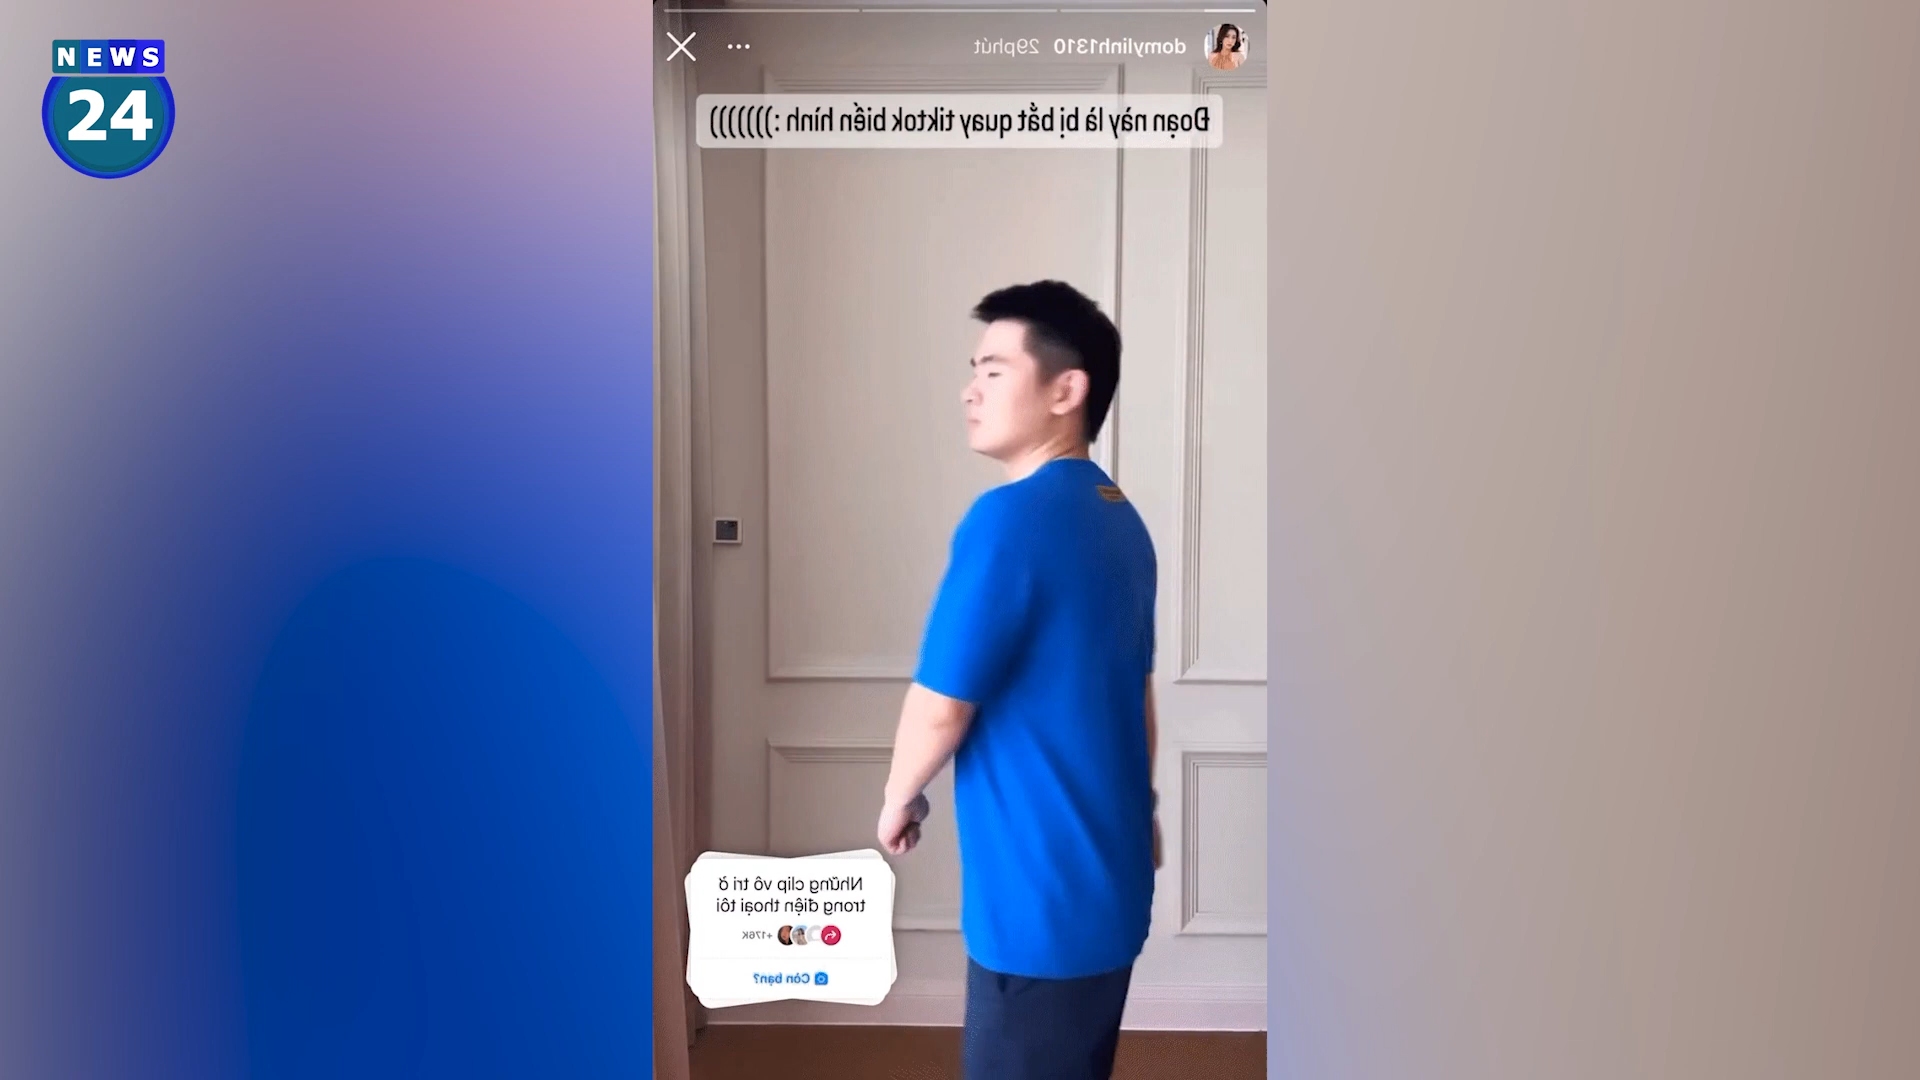 NEWS
24
domylinh1310 29phút
Đoạn này là bị bắt quay tiktok biến hình :)))))))
Những clip vô tri ở
trong điện thoại tôi
+176K
Còn bạn?